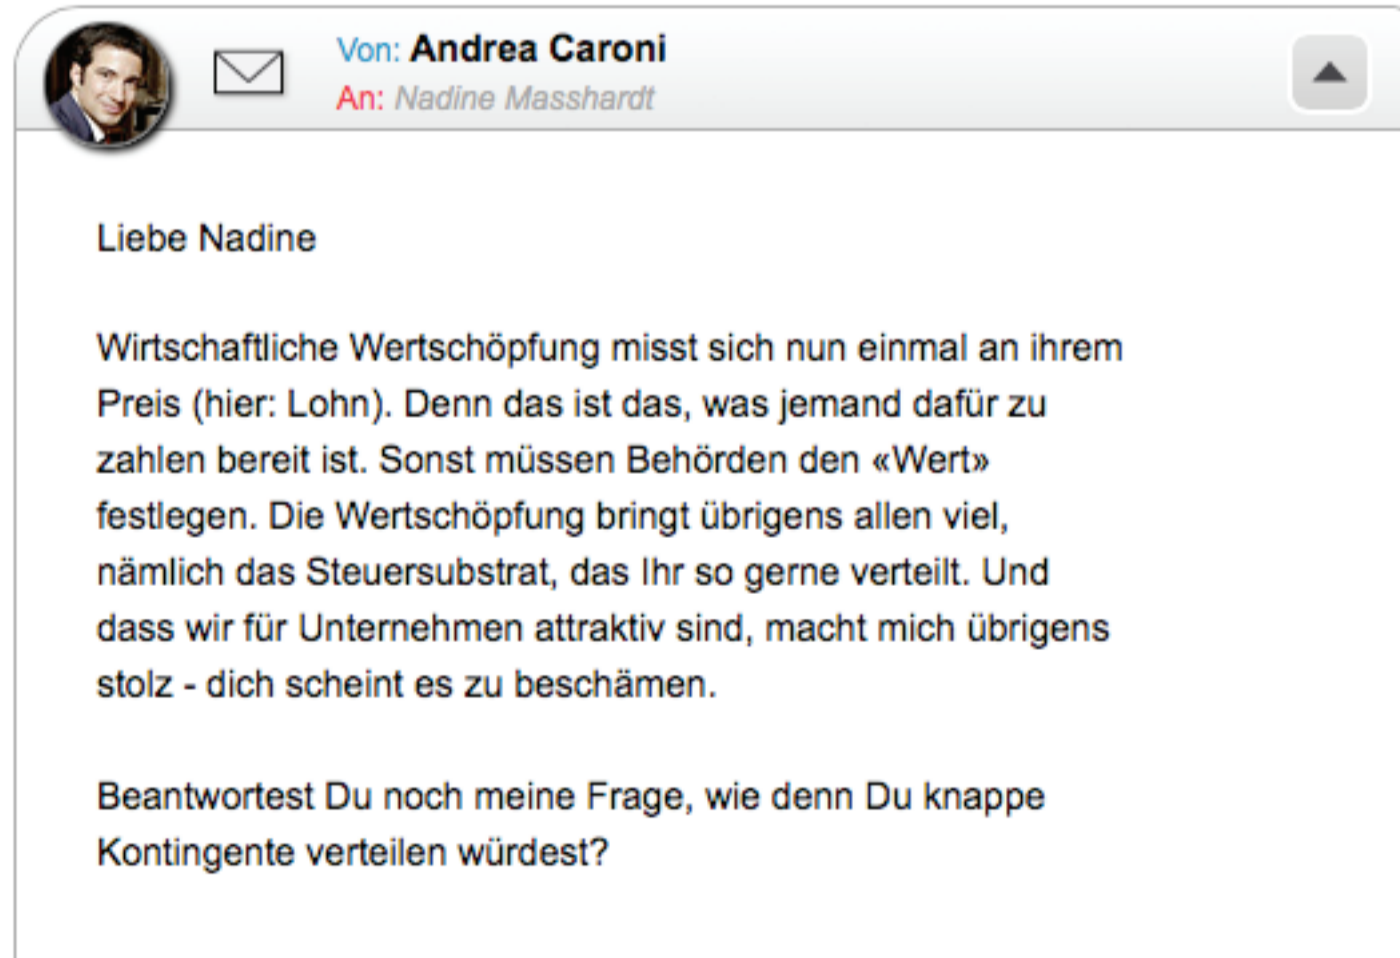 Von: Andrea Caroni
An: Nadine Masshardt
Liebe Nadine
Wirtschaftliche Wertschöpfung misst sich nun einmal an ihrem
Preis (hier: Lohn). Denn das ist das, was jemand dafür zu
zahlen bereit ist. Sonst müssen Behörden den «Wert»
festlegen. Die Wertschöpfung bringt übrigens allen viel,
nämlich das Steuersubstrat, das Ihr so gerne verteilt. Und
dass wir für Unternehmen attraktiv sind, macht mich übrigens
stolz - dich scheint es zu beschämen.
Beantwortest Du noch meine Frage, wie denn Du knappe
Kontingente verteilen würdest?